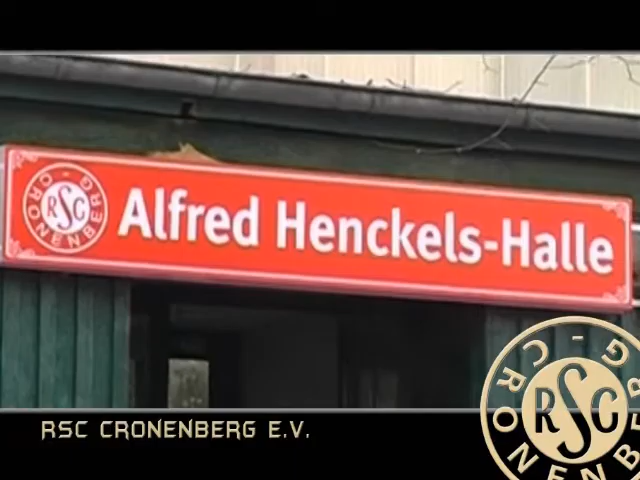 RSC
CRONENBERG
Alfred Henckels-Halle
RSC CRONENBERG E.V.
RSC
CRONENBERG